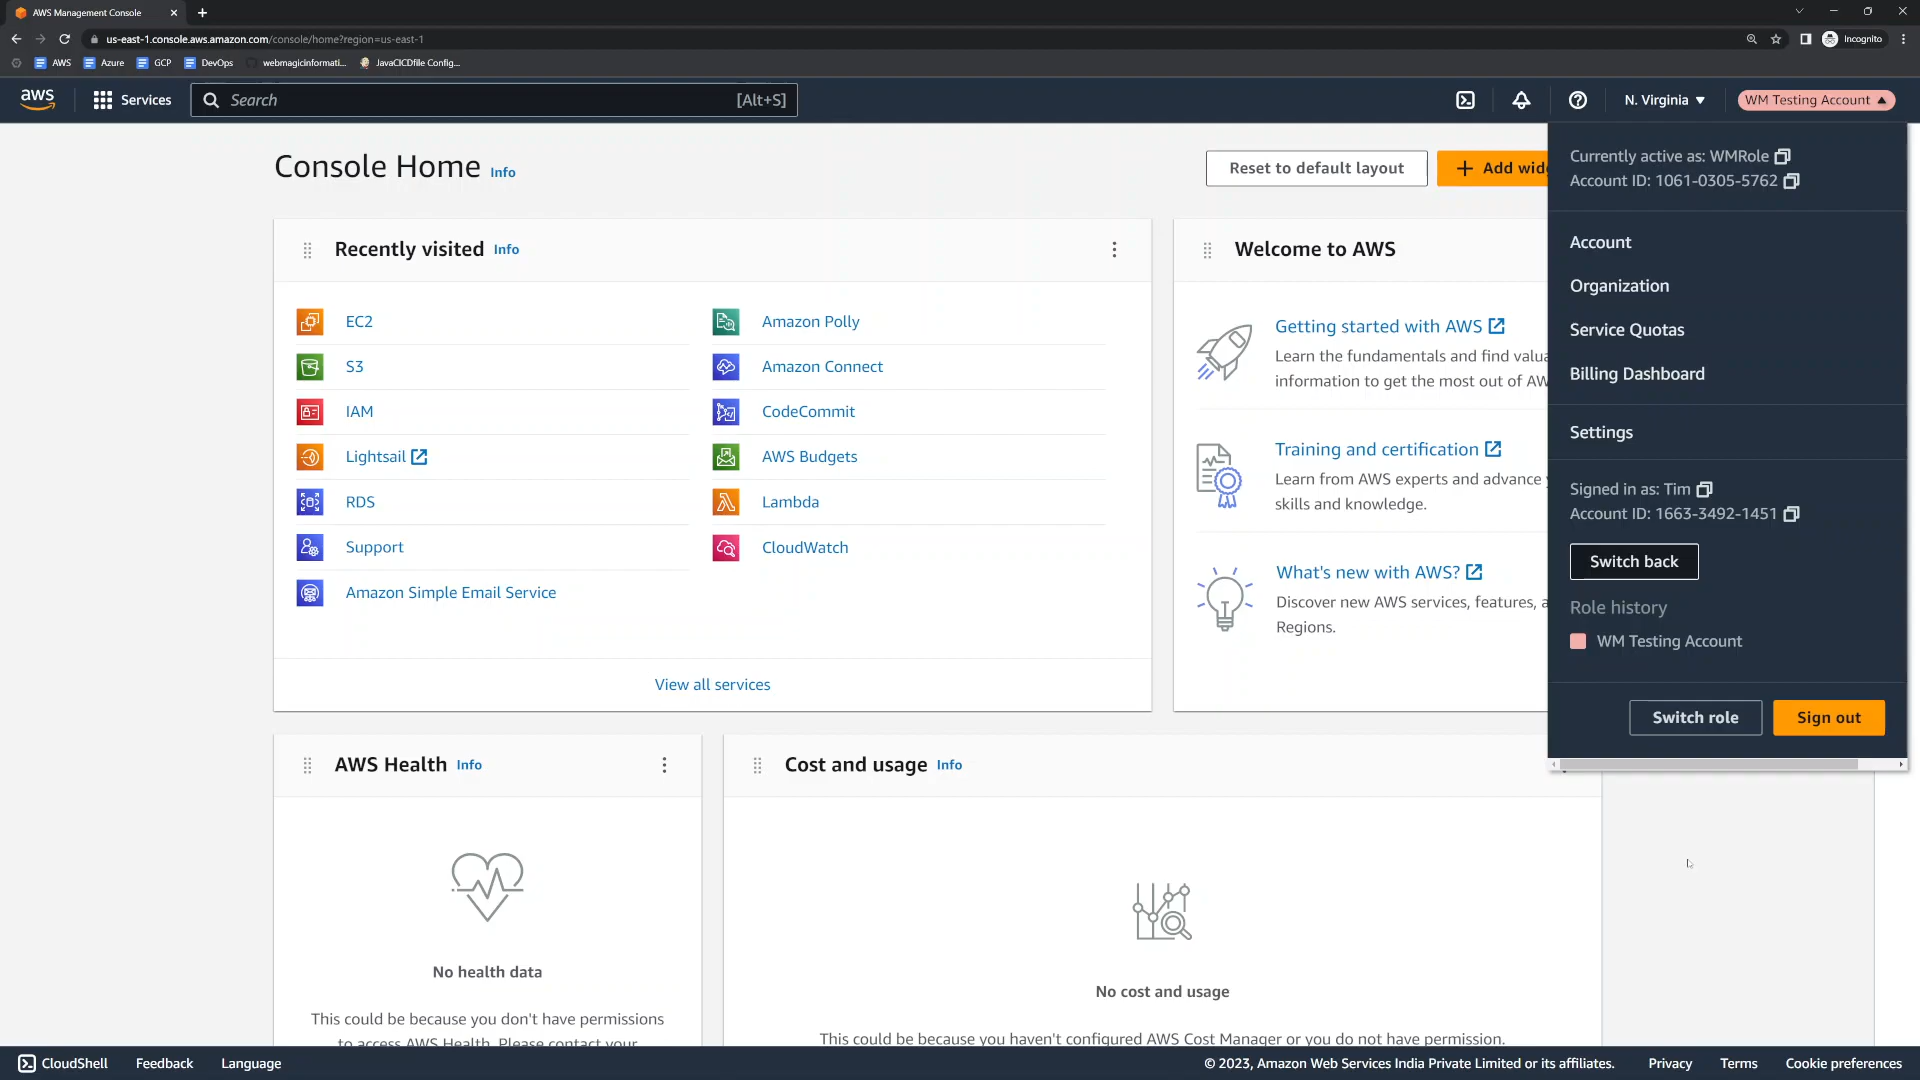 AWS Management Console
us-east-1.console.aws.amazon.com/console/home?region=us-east-1
Incognito
AWS
Azure
GCP
DevOps
webmagicinformati...
JavaCICDfile Config...
aws
Services
Search
[Alt+S]
N. Virginia
WM Testing Account
Console Home
Info
Reset to default layout
Add widg
Recently visited
Info
EC2
S3
IAM
Lightsail
RDS
Support
Amazon Simple Email Service
Amazon Polly
Amazon Connect
CodeCommit
AWS Budgets
Lambda
CloudWatch
View all services
Welcome to AWS
Getting started with AWS
Learn the fundamentals and find valua
information to get the most out of AW
Training and certification
Learn from AWS experts and advance y
skills and knowledge.
What's new with AWS?
Discover new AWS services, features, a
Regions.
Currently active as: WMRole
Account ID: 1061-0305-5762
Account
Organization
Service Quotas
Billing Dashboard
Settings
Signed in as: Tim
Account ID: 1663-3492-1451
Switch back
Role history
WM Testing Account
Switch role
Sign out
AWS Health
Info
No health data
This could be because you don't have permissions
to access AWS Health. Please contact your
Cost and usage
Info
No cost and usage
This could be because you haven't configured AWS Cost Manager or you do not have permission.
CloudShell
Feedback
Language
© 2023, Amazon Web Services India Private Limited or its affiliates.
Privacy
Terms
Cookie preferences